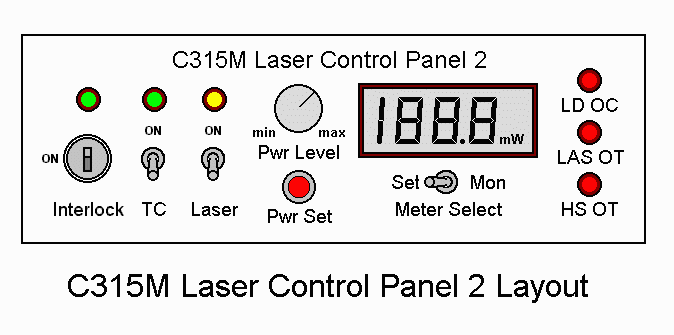 C315M Laser Control Panel 2
ON
ON
ON
Interlock
TC
Laser
min
max
Pwr Level
Pwr Set
188.8 mW
Set
Mon
Meter Select
LD OC
LAS OT
HS OT
C315M Laser Control Panel 2 Layout